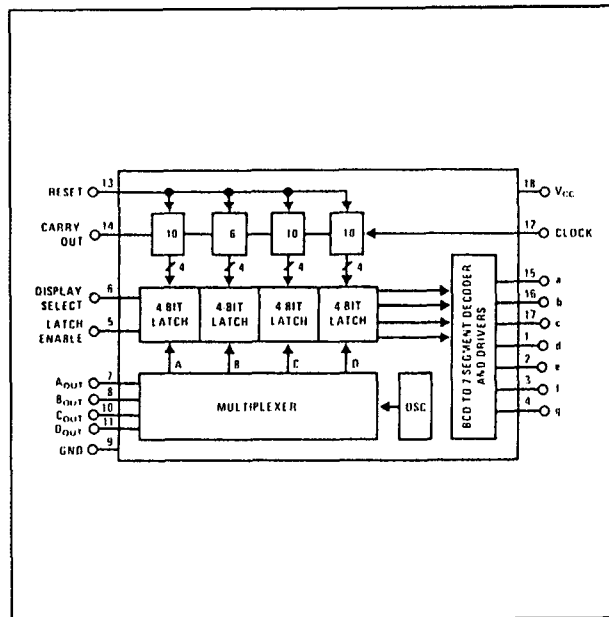 RESET 13
18 VCC
CARRY OUT 14
10 6 10 10
17 CLOCK
4 4 4 4
DISPLAY SELECT 6
LATCH ENABLE 5
4 BIT LATCH
4 BIT LATCH
4 BIT LATCH
4 BIT LATCH
A B C D
AOUT 7
BOUT 8
COUT 10
DOUT 11
GND 9
MULTIPLEXER
OSC
BCD TO 7 SEGMENT DECODER AND DRIVERS
15 a
16 b
17 c
1 d
2 e
3 f
4 g